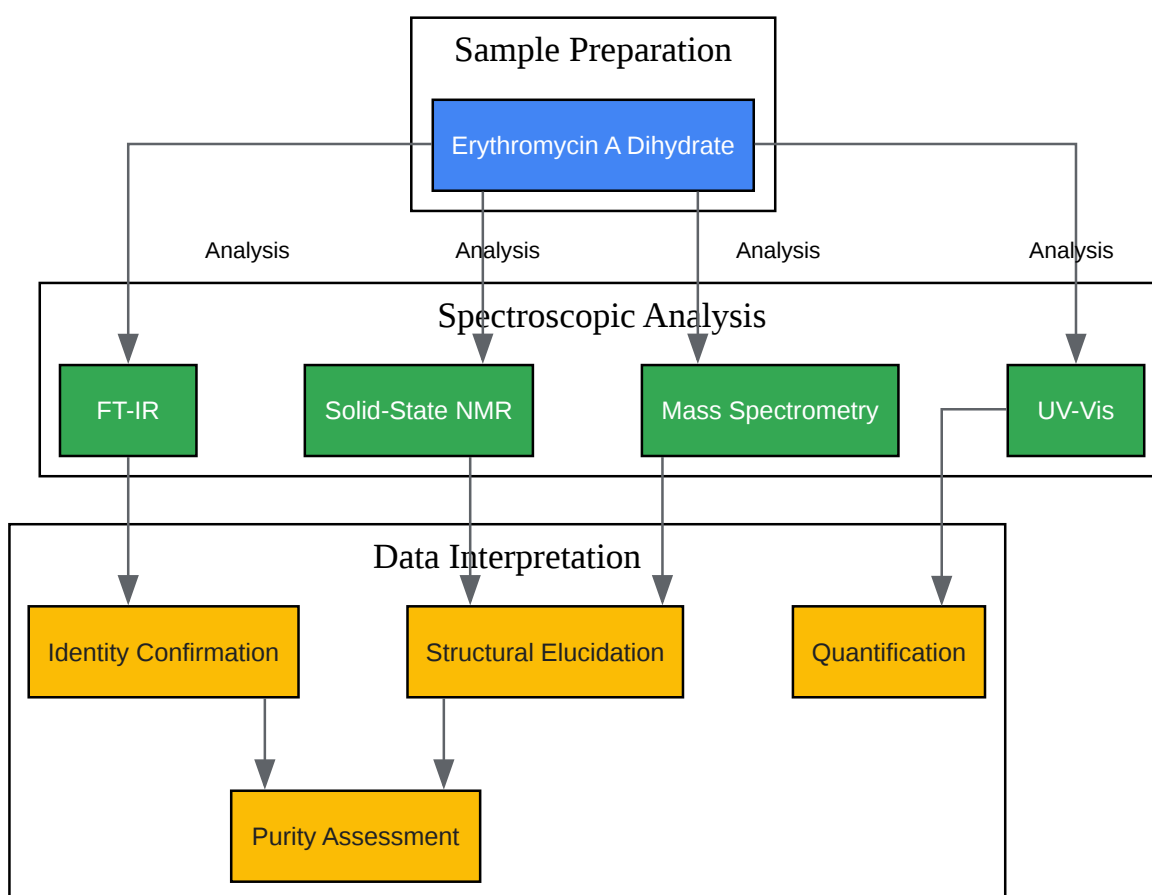 Sample Preparation
Erythromycin A Dihydrate
Analysis
Analysis
Analysis
Analysis
Spectroscopic Analysis
FT-IR
Solid-State NMR
Mass Spectrometry
UV-Vis
Data Interpretation
Identity Confirmation
Structural Elucidation
Quantification
Purity Assessment